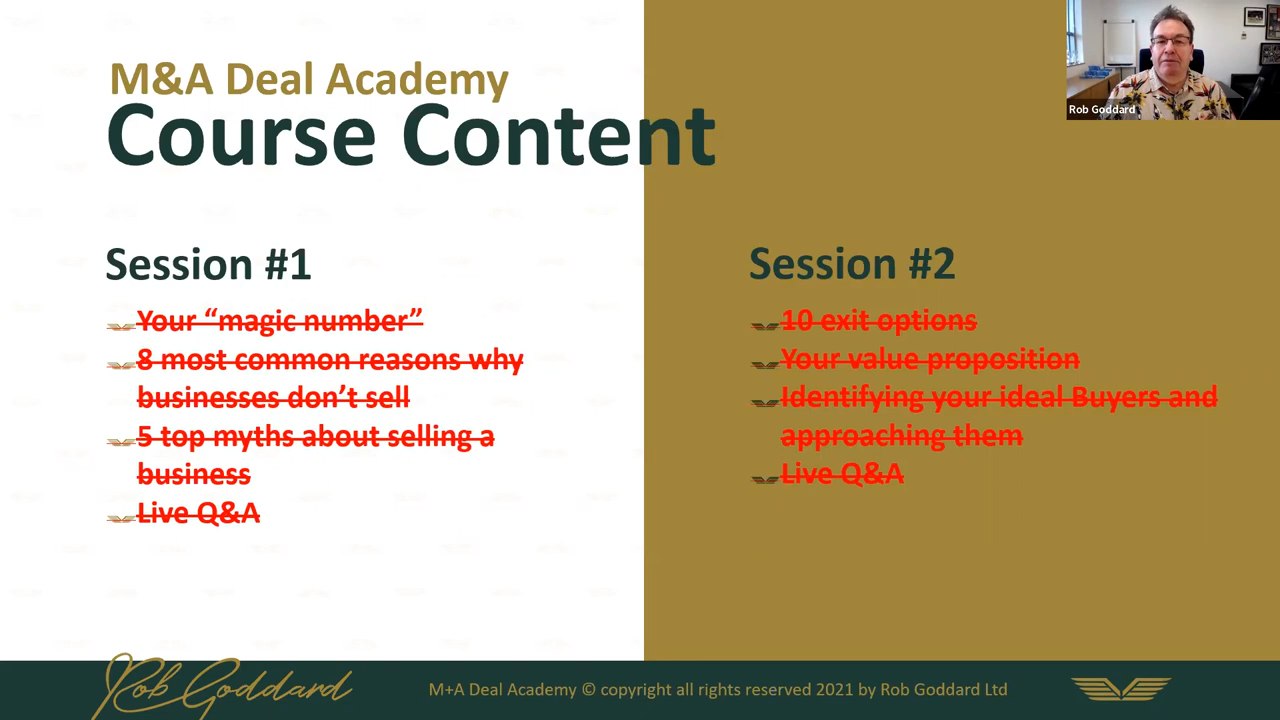 M&A Deal Academy
Course Content
Rob Goddard
Session #1
Your “magic number”
8 most common reasons why
businesses don’t sell
5 top myths about selling a
business
Live Q&A
Session #2
10 exit options
Your value proposition
Identifying your ideal Buyers and
approaching them
Live Q&A
Rob Goddard
M+A Deal Academy © copyright all rights reserved 2021 by Rob Goddard Ltd